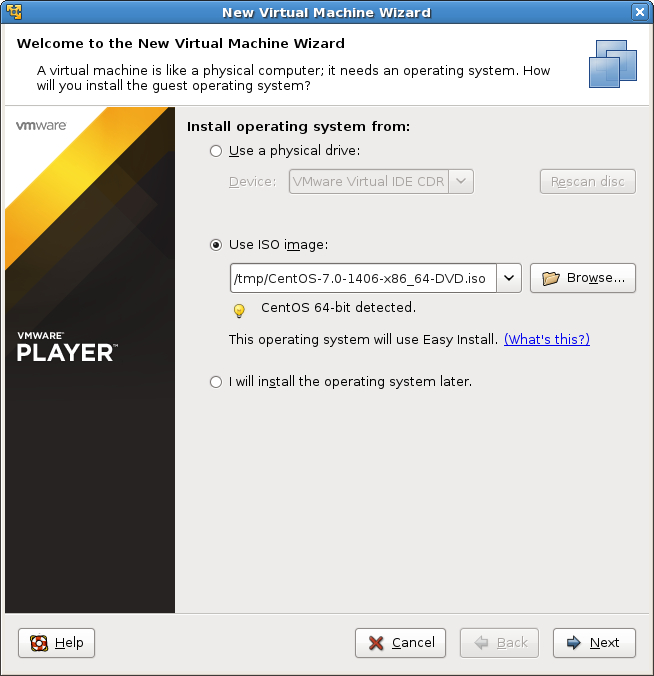 New Virtual Machine Wizard
Welcome to the New Virtual Machine Wizard
A virtual machine is like a physical computer; it needs an operating system. How
will you install the guest operating system?
vmware
Install operating system from:
Use a physical drive:
Device: VMware Virtual IDE CDR Rescan disc
Use ISO image:
/tmp/CentOS-7.0-1406-x86_64-DVD.iso Browse...
CentOS 64-bit detected.
This operating system will use Easy Install. (What's this?)
VMWARE™
PLAYER™
I will install the operating system later.
Help Cancel Back Next